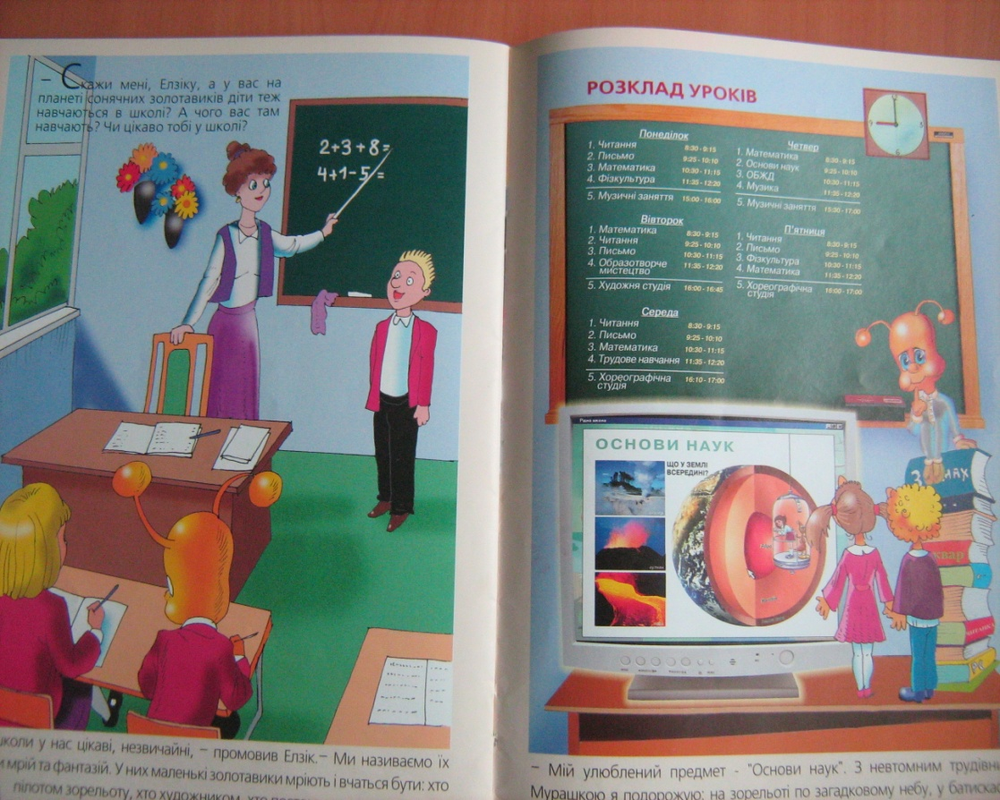 – Скажи мені, Елзіку, а у вас на
планеті сонячних золотавиків діти теж
навчаються в школі? А чого вас там
навчають? Чи цікаво тобі у школі?
2+3+8=
4+1-5=
школи у нас цікаві, незвичайні, – промовив Елзік.– Ми називаємо їх
мрій та фантазій. У них маленькі золотавики мріють і вчаться бути: хто
пілотом зорельоту, хто художником, хто
РОЗКЛАД УРОКІВ
Понеділок
1. Читання 8:30 - 9:15
2. Письмо 9:25 - 10:10
3. Математика 10:30 - 11:15
4. Фізкультура 11:35 - 12:20
5. Музичні заняття 15:00 - 16:00
Вівторок
1. Математика 8:30 - 9:15
2. Читання 9:25 - 10:10
3. Письмо 10:30 - 11:15
4. Образотворче 11:35 - 12:20
мистецтво
5. Художня студія 16:00 - 16:45
Середа
1. Читання 8:30 - 9:15
2. Письмо 9:25 - 10:10
3. Математика 10:30 - 11:15
4. Трудове навчання 11:35 - 12:20
5. Хореографічна 16:10 - 17:00
студія
Четвер
1. Математика 8:30 - 9:15
2. Основи наук 9:25 - 10:10
3. ОБЖД 10:30 - 11:15
4. Музика 11:35 - 12:20
5. Музичні заняття 15:30 - 17:00
П'ятниця
1. Читання 8:30 - 9:15
2. Письмо 9:25 - 10:10
3. Фізкультура 10:30 - 11:15
4. Математика 11:35 - 12:20
5. Хореографічна 16:00 - 17:00
студія
ОСНОВИ НАУК
ЩО У ЗЕМЛІ
ВСЕРЕДИНІ?
– Мій улюблений предмет - "Основи наук". З невтомним трудівни
Мурашкою я подорожую: на зорельоті по загадковому небу, у батиска